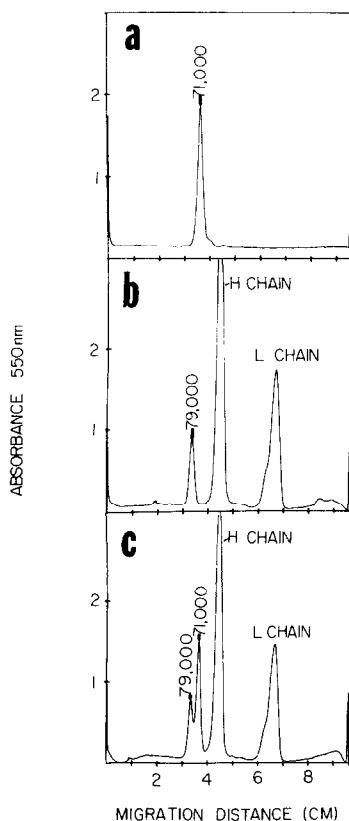 a
71,000
2
1
b
H CHAIN
L CHAIN
79,000
2
1
c
H CHAIN
L CHAIN
79,000
71,000
2
1
2 4 6 8
ABSORBANCE 550nm
MIGRATION DISTANCE (CM)